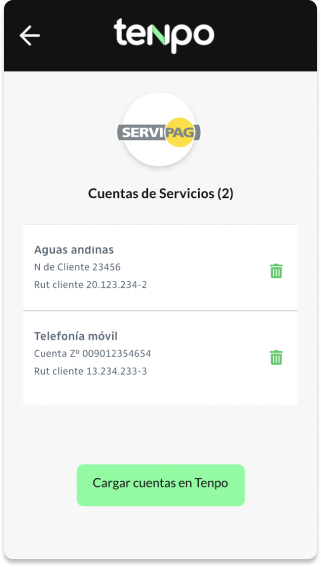 tenpo
SERVIPAG
Cuentas de Servicios (2)
Aguas andinas
N de Cliente 23456
Rut cliente 20.123.234-2
Telefonía móvil
Cuenta Zº 009012354654
Rut cliente 13.234.233-3
Cargar cuentas en Tenpo